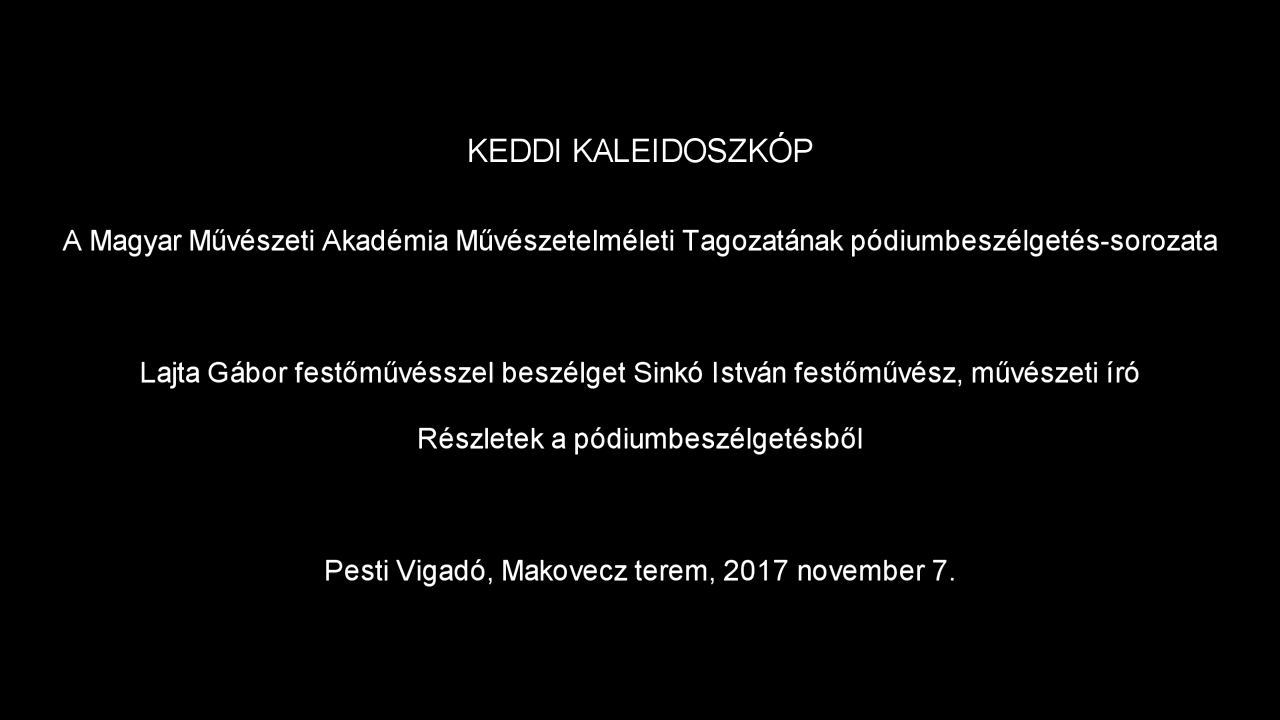 KEDDI KALEIDOSZKÓP
A Magyar Művészeti Akadémia Művészetelméleti Tagozatának pódiumbeszélgetés-sorozata
Lajta Gábor festőművésszel beszélget Sinkó István festőművész, művészeti író
Részletek a pódiumbeszélgetésből
Pesti Vigadó, Makovecz terem, 2017 november 7.